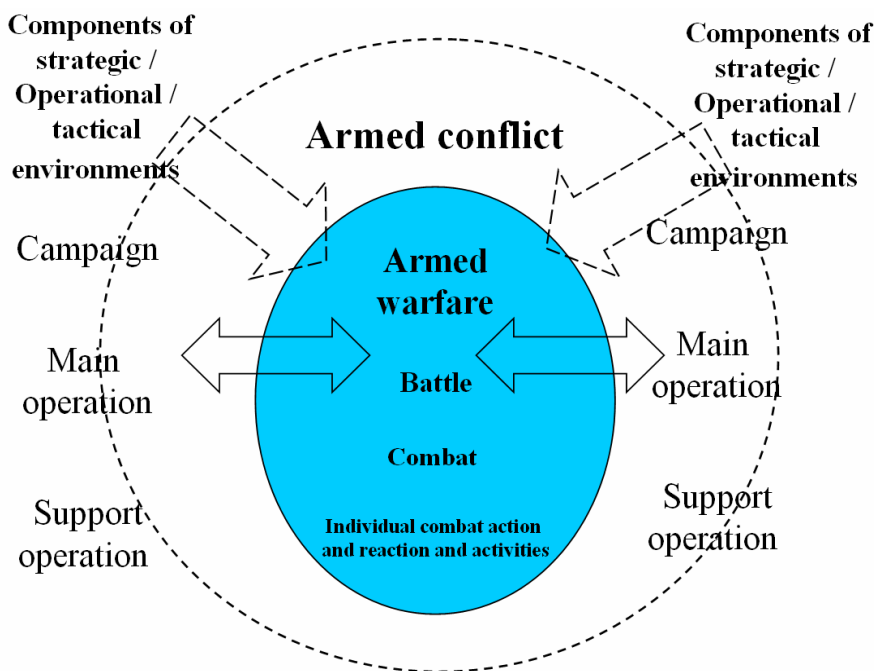 Components of
strategic /
Operational /
tactical
environments
Components of
strategic /
Operational /
tactical
environments
Armed conflict
Campaign
Campaign
Armed
warfare
Main
operation
Main
operation
Battle
Combat
Support
operation
Support
operation
Individual combat action
and reaction and activities